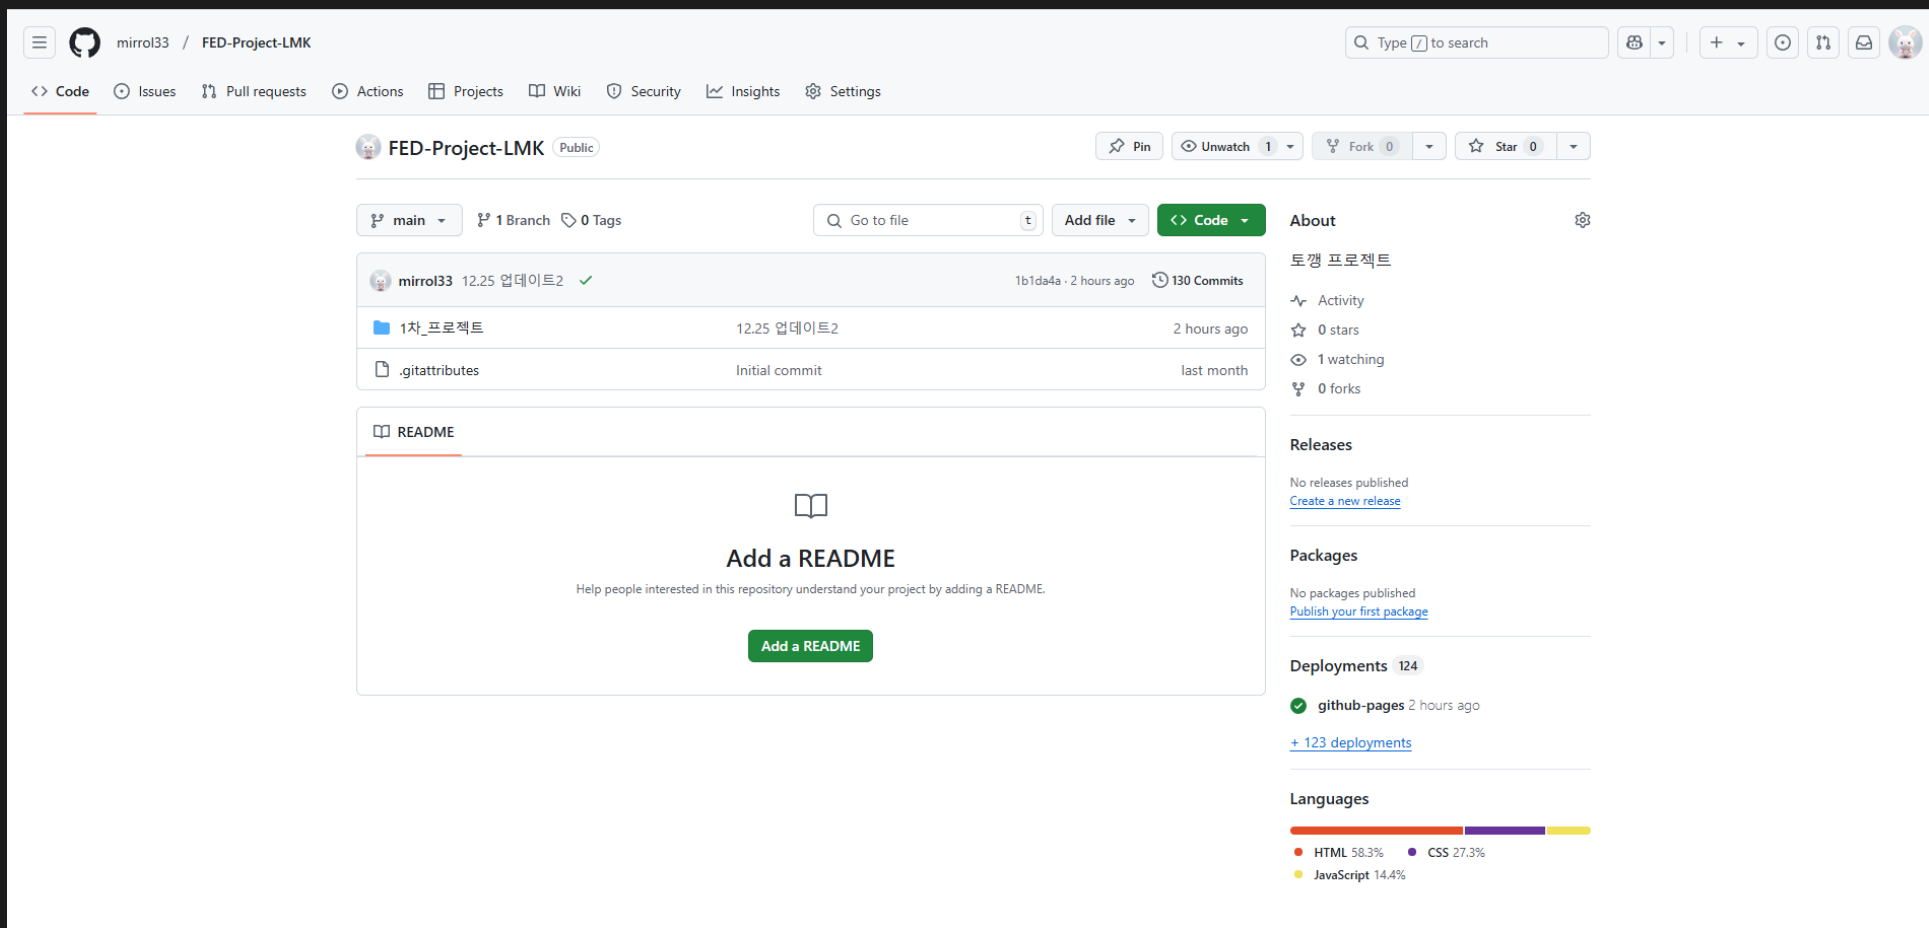 mirrol33 / FED-Project-LMK
Type / to search
Code Issues Pull requests Actions Projects Wiki Security Insights Settings
FED-Project-LMK Public
Pin Unwatch 1 Fork 0 Star 0
main 1 Branch 0 Tags
Go to file t Add file Code
mirrol33 12.25 업데이트2 1b1da4a · 2 hours ago 130 Commits
1차_프로젝트 12.25 업데이트2 2 hours ago
.gitattributes Initial commit last month
README
Add a README
Help people interested in this repository understand your project by adding a README.
Add a README
About
토깽 프로젝트
Activity
0 stars
1 watching
0 forks
Releases
No releases published
Create a new release
Packages
No packages published
Publish your first package
Deployments 124
github-pages 2 hours ago
+ 123 deployments
Languages
HTML 58.3% CSS 27.3%
JavaScript 14.4%